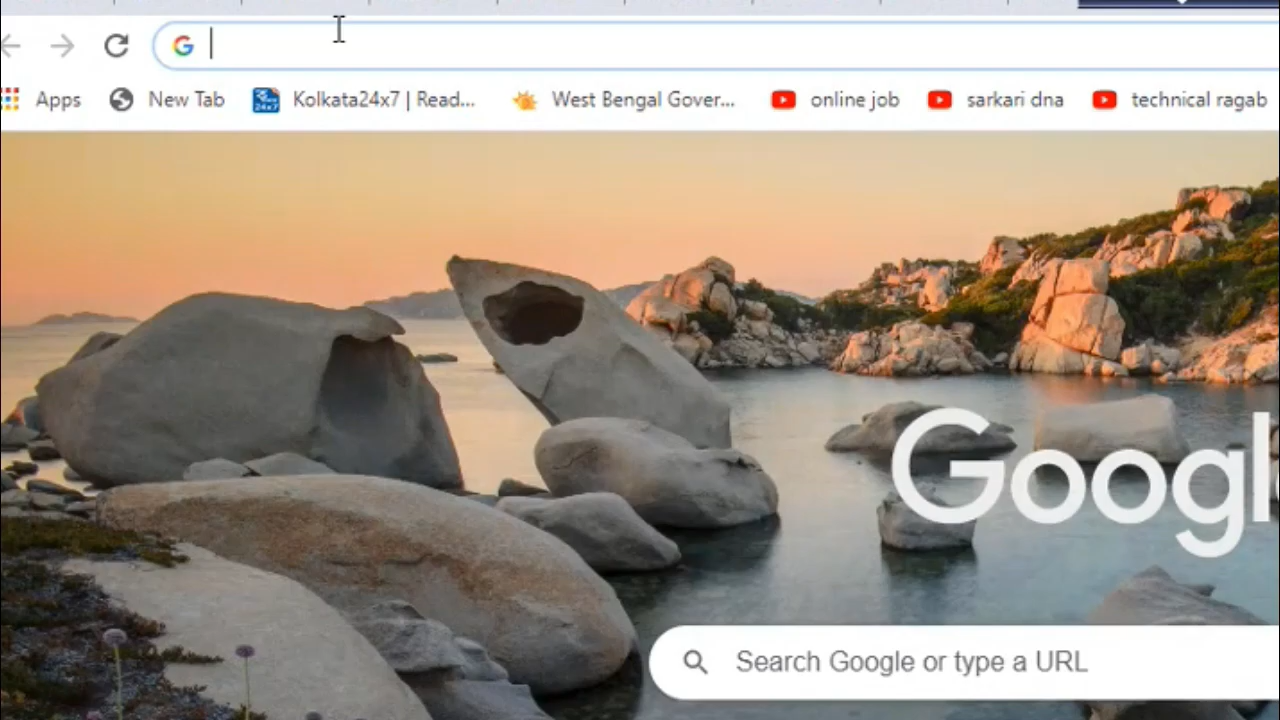 Apps New Tab Kolkata24x7 | Read... West Bengal Gover... online job sarkari dna technical ragab
Googl
Search Google or type a URL